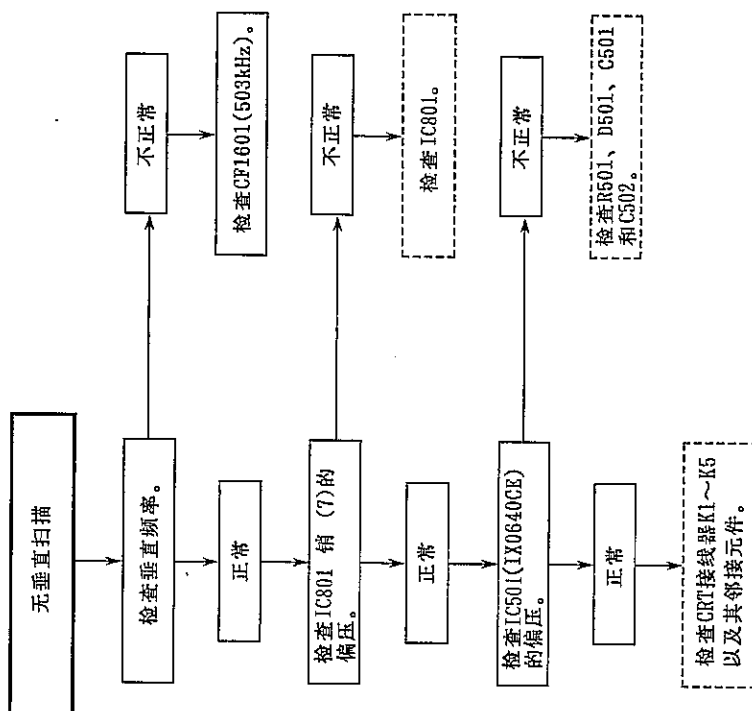 无垂直扫描
检查垂直频率。
不正常
检查CF1601(503kHz)。
正常
检查IC801 销 (7)的
偏压。
不正常
检查IC801。
正常
检查IC501(IX0640CE)
的偏压。
不正常
检查R501、D501、C501
和C502。
正常
检查CRT接线器K1～K5
以及其邻接元件。